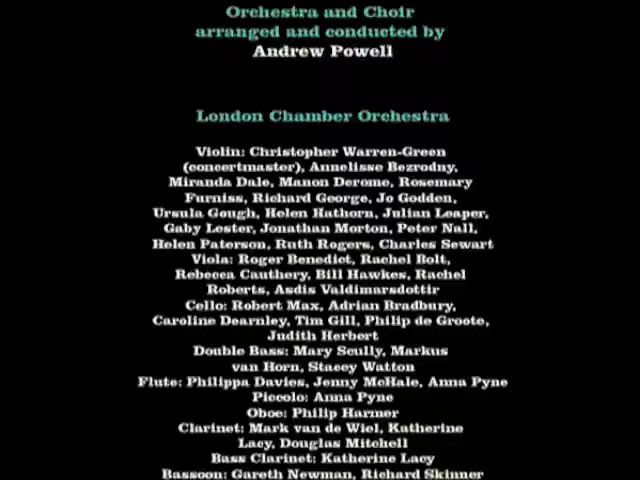 Orchestra and Choir
arranged and conducted by
Andrew Powell
London Chamber Orchestra
Violin: Christopher Warren-Green
(concertmaster), Annelisse Bezrodny,
Miranda Dale, Manon Derome, Rosemary
Furniss, Richard George, Jo Godden,
Ursula Gough, Helen Hathorn, Julian Leaper,
Gaby Lester, Jonathan Morton, Peter Nall,
Helen Paterson, Ruth Rogers, Charles Sewart
Viola: Roger Benedict, Rachel Bolt,
Rebecca Cauthery, Bill Hawkes, Rachel
Roberts, Asdis Valdimarsdottir
Cello: Robert Max, Adrian Bradbury,
Caroline Dearnley, Tim Gill, Philip de Groote,
Judith Herbert
Double Bass: Mary Scully, Markus
van Horn, Stacey Watton
Flute: Philippa Davies, Jenny McHale, Anna Pyne
Piccolo: Anna Pyne
Oboe: Philip Harmer
Clarinet: Mark van de Wiel, Katherine
Lacy, Douglas Mitchell
Bass Clarinet: Katherine Lacy
Bassoon: Gareth Newman, Richard Skinner